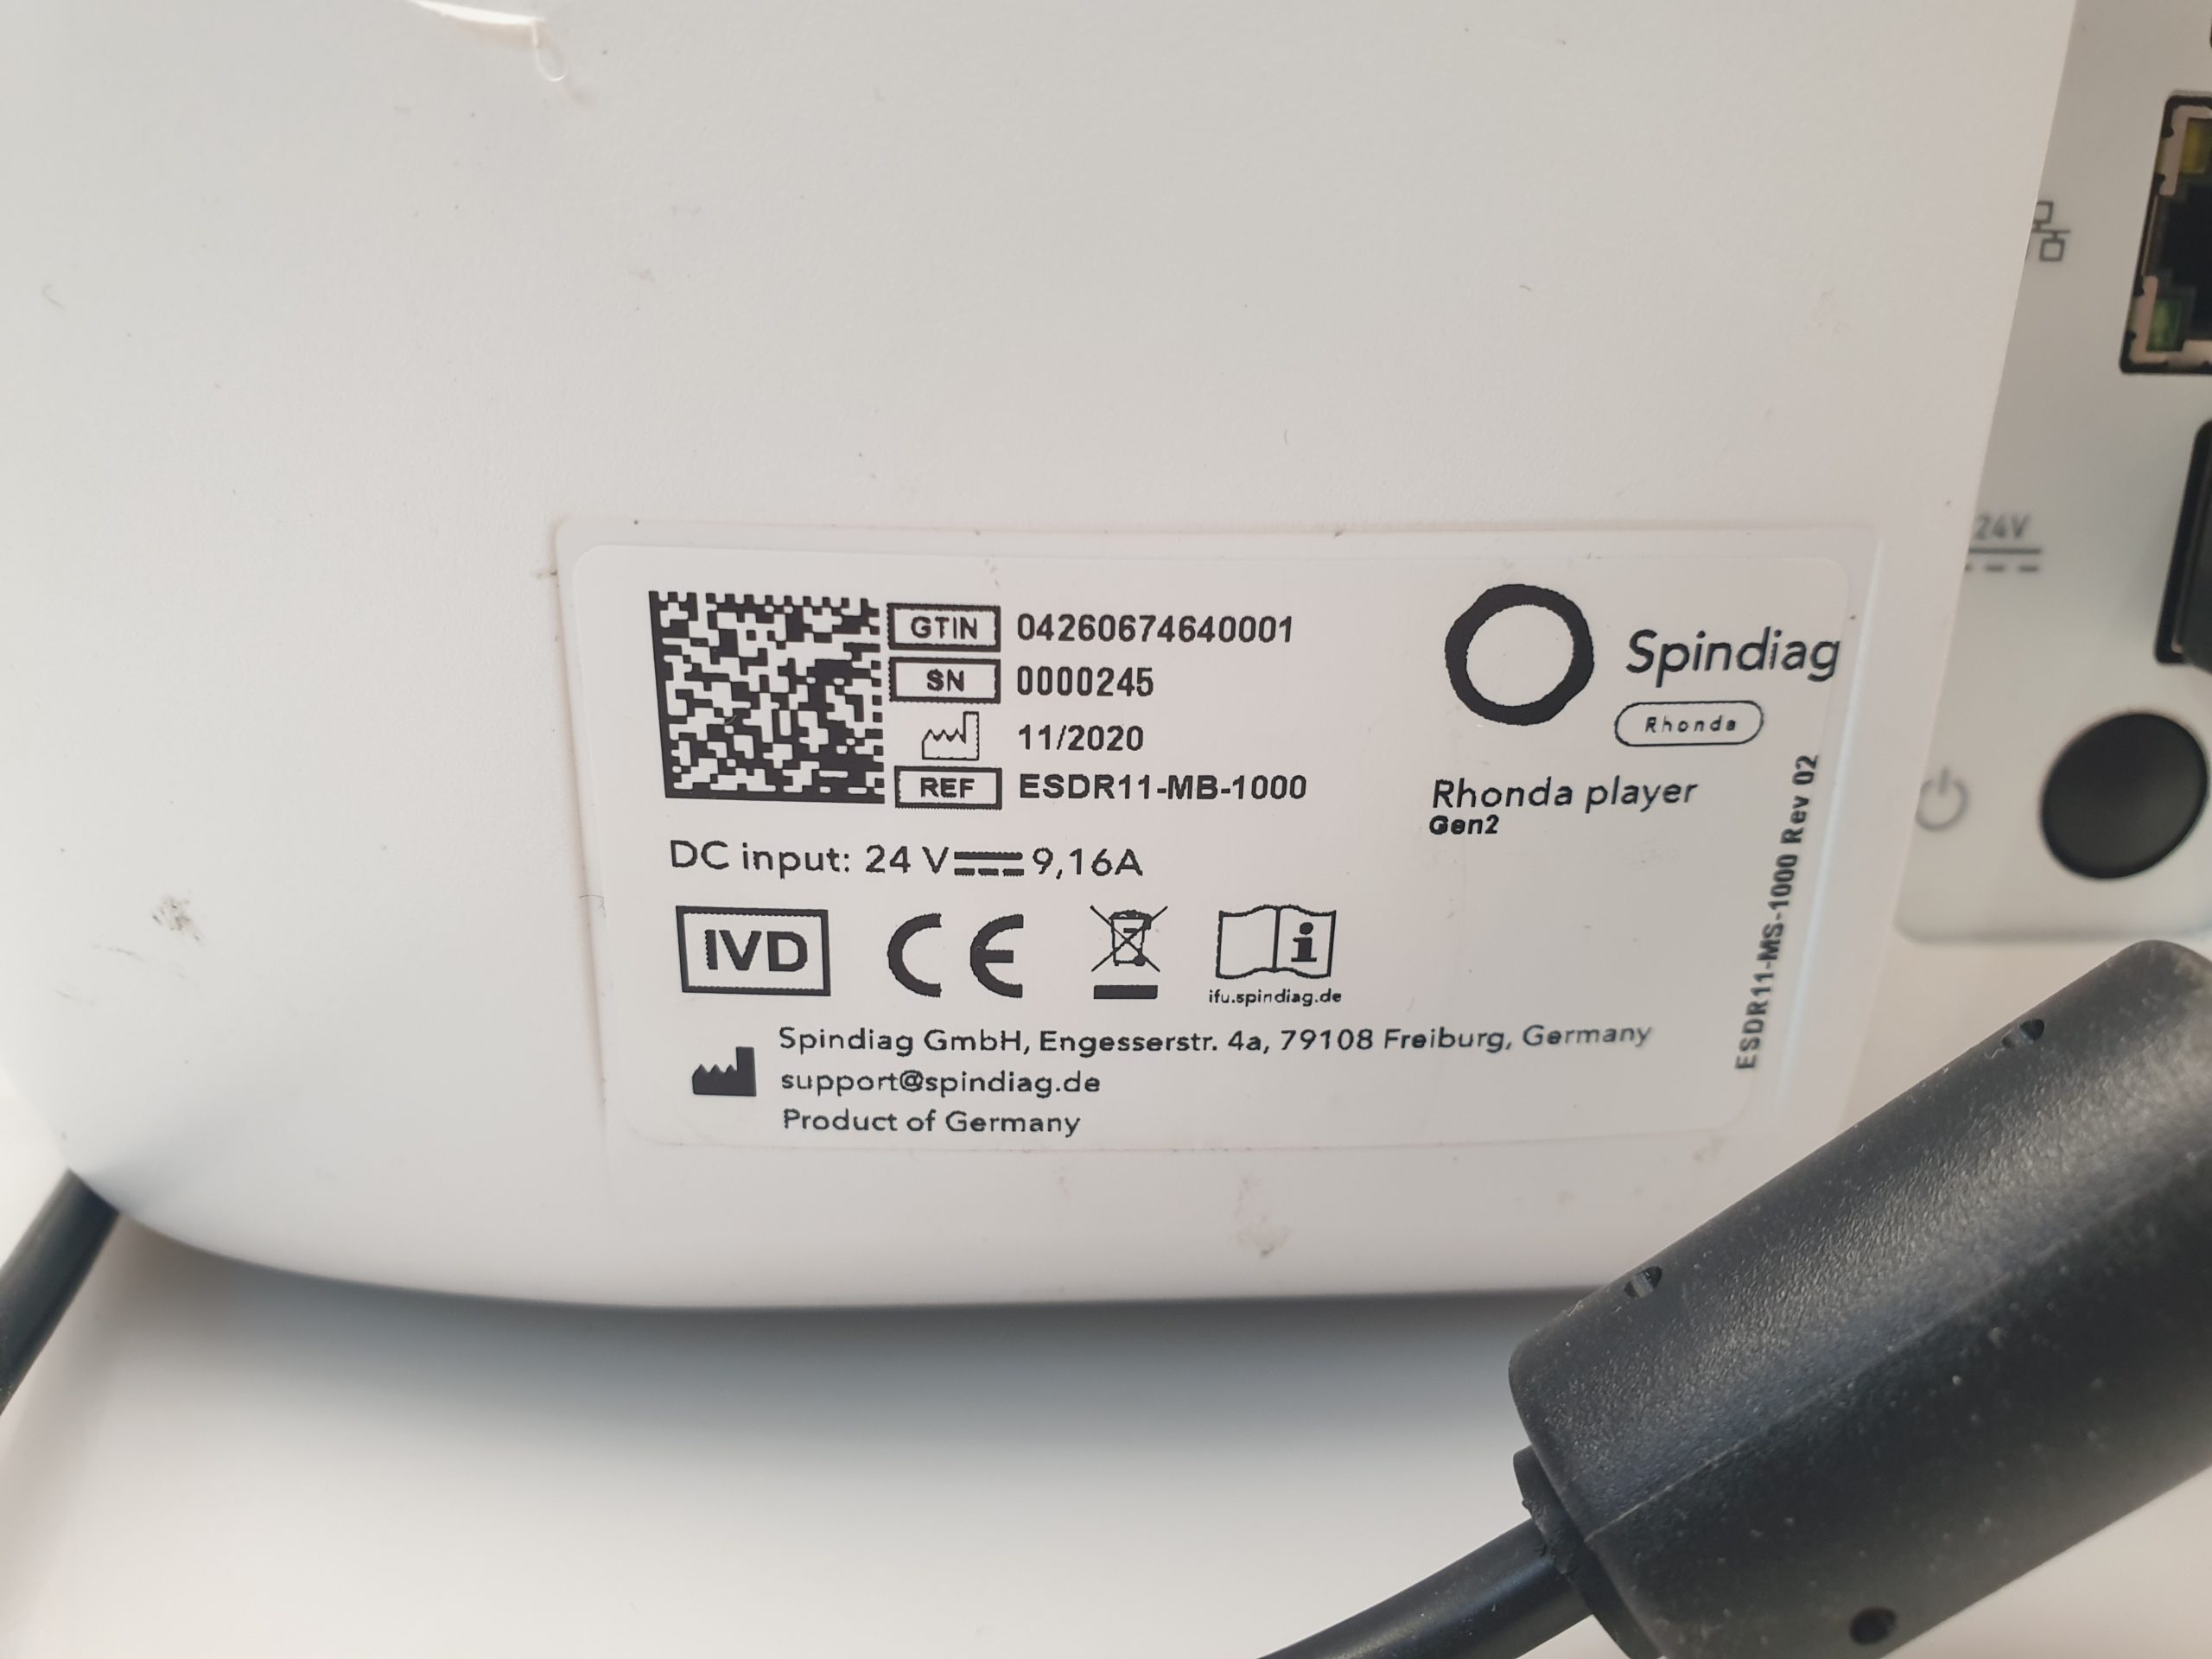 GTIN 04260674640001
SN 0000245
11/2020
REF ESDR11-MB-1000
DC input: 24 V 9,16A
IVD CE
ifu.spindiag.de
Spindiag GmbH, Engesserstr. 4a, 79108 Freiburg, Germany
support@spindiag.de
Product of Germany
Spindiag
Rhonda
Rhonda player
Gen2
ESDR11-MS-1000 Rev 02
24V